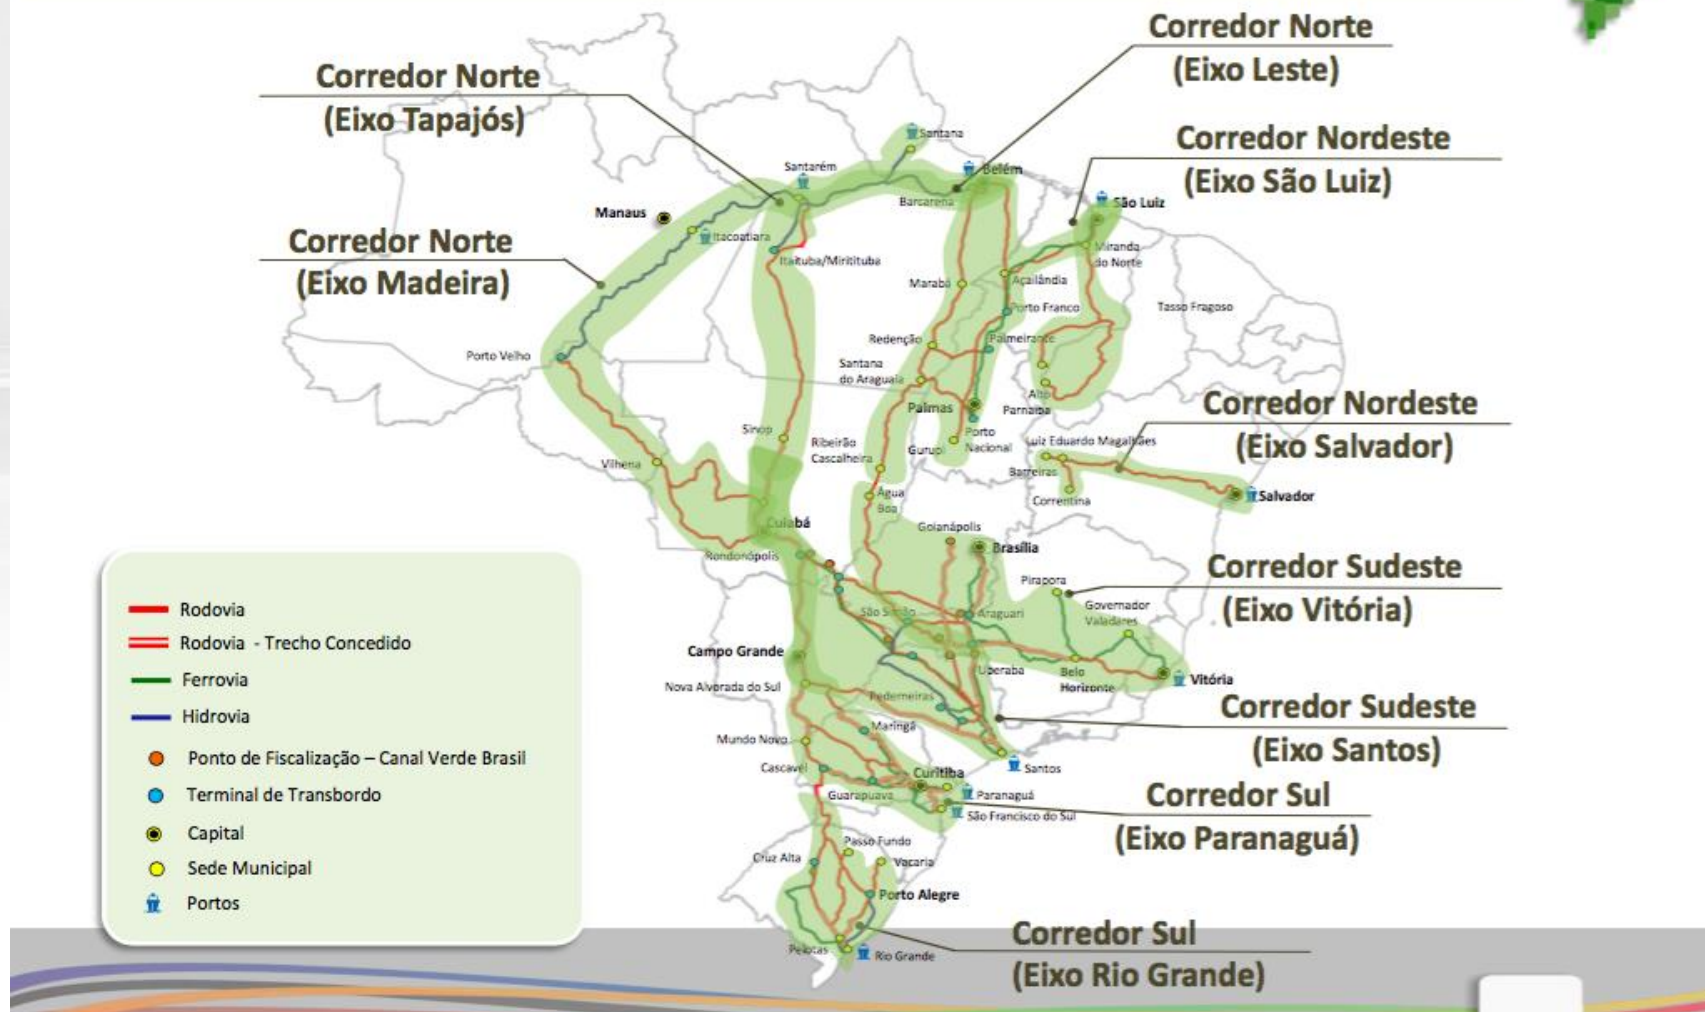 Corredor Norte
(Eixo Leste)
Corredor Norte
(Eixo Tapajós)
Corredor Nordeste
(Eixo São Luiz)
Corredor Norte
(Eixo Madeira)
Corredor Nordeste
(Eixo Salvador)
Corredor Sudeste
(Eixo Vitória)
Corredor Sudeste
(Eixo Santos)
Corredor Sul
(Eixo Paranaguá)
Corredor Sul
(Eixo Rio Grande)
Santana
Santarém
Belém
Barcarena
São Luiz
Manaus
Itacoatiara
Itaituba/Miritituba
Miranda
do Norte
Marabá
Açailândia
Porto Franco
Tasso Fragoso
Redenção
Palmeirante
Porto Velho
Santana
do Araguaia
Alto
Parnaíba
Palmas
Porto
Nacional
Gurupi
Sinop
Ribeirão
Cascalheira
Luiz Eduardo Magalhães
Barreiras
Correntina
Salvador
Vilhena
Água
Boa
Cuiabá
Goianápolis
Brasília
Rondonópolis
Pirapora
Governador
Valadares
São Simão
Araguari
Campo Grande
Uberaba
Belo
Horizonte
Vitória
Nova Alvorada do Sul
Pederneiras
Maringá
Mundo Novo
Cascavel
Santos
Curitiba
Guarapuava
Paranaguá
São Francisco do Sul
Passo Fundo
Cruz Alta
Vacaria
Porto Alegre
Pelotas
Rio Grande
Rodovia
Rodovia - Trecho Concedido
Ferrovia
Hidrovia
Ponto de Fiscalização – Canal Verde Brasil
Terminal de Transbordo
Capital
Sede Municipal
Portos